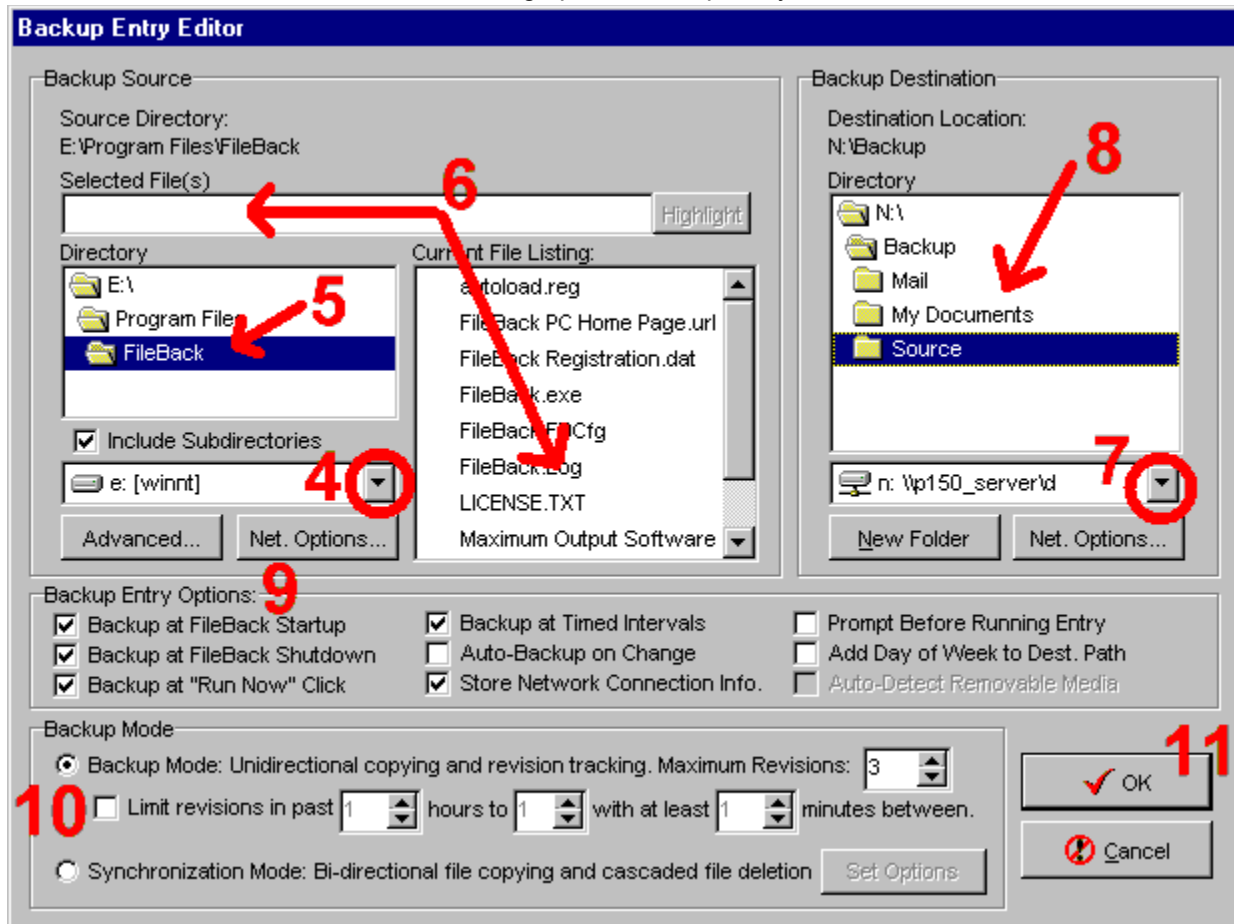 Backup Entry Editor
Backup Source
Source Directory:
E:\Program Files\FileBack
Selected File(s)
6
Highlight
Directory
E:\
Program Files
5
FileBack
Include Subdirectories
e: [winnt]
4
Advanced...
Net. Options...
Current File Listing:
autoload.reg
FileBack PC Home Page.url
FileBack Registration.dat
FileBack.exe
FileBack.FBCfg
FileBack.Log
LICENSE.TXT
Maximum Output Software
Backup Destination
Destination Location:
N:\Backup
8
Directory
N:\
Backup
Mail
My Documents
Source
7
n: \\p150_server\d
New Folder
Net. Options...
Backup Entry Options:
9
Backup at FileBack Startup
Backup at FileBack Shutdown
Backup at "Run Now" Click
Backup at Timed Intervals
Auto-Backup on Change
Store Network Connection Info.
Prompt Before Running Entry
Add Day of Week to Dest. Path
Auto-Detect Removable Media
Backup Mode
Backup Mode: Unidirectional copying and revision tracking. Maximum Revisions: 3
10
Limit revisions in past 1 hours to 1 with at least 1 minutes between.
Synchronization Mode: Bi-directional file copying and cascaded file deletion
Set Options
11
OK
Cancel